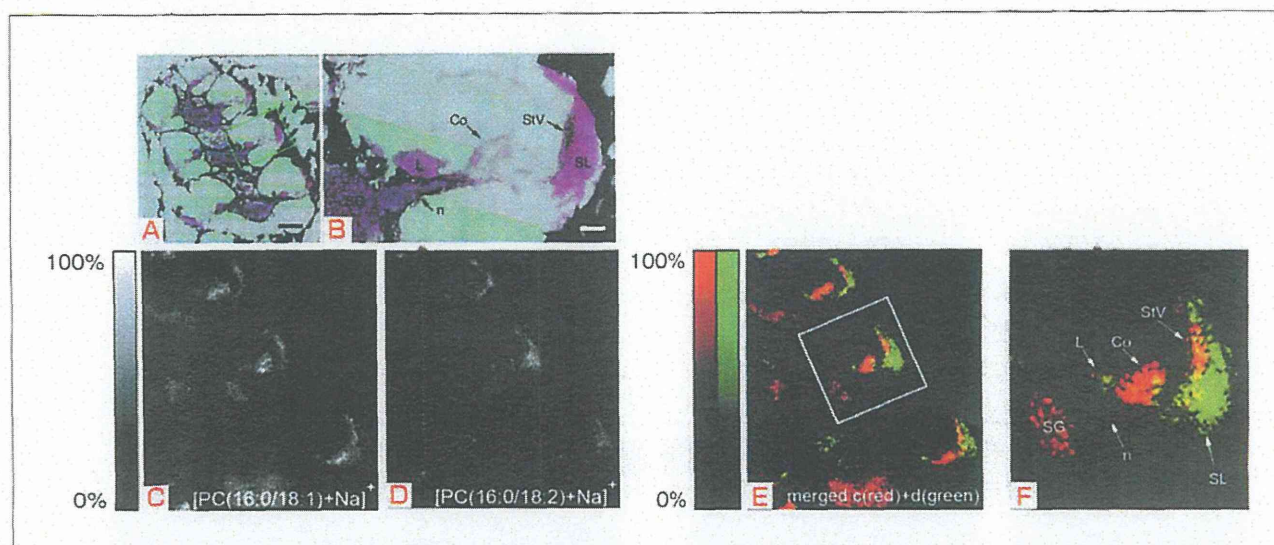 Co
StV
L
SL
SG
n
A
B
100%
0%
C
[PC(16:0/18:1)+Na]+
D
[PC(16:0/18:2)+Na]+
100%
0%
E
merged c(red)+d(green)
StV
L
Co
SG
n
SL
F